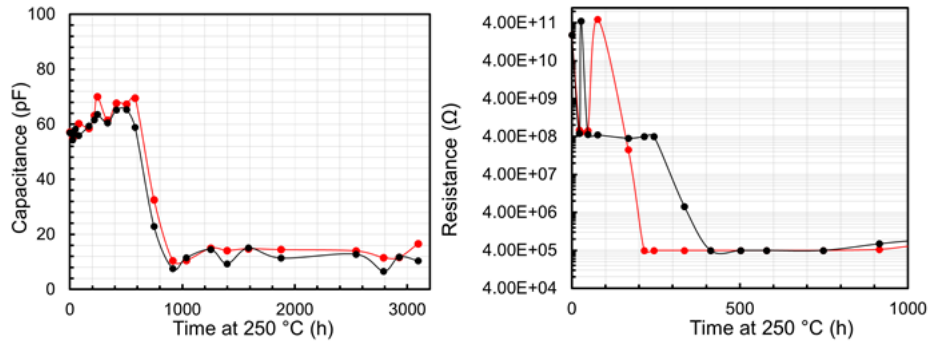 100
80
60
40
20
0
Capacitance (pF)
0
1000
2000
3000
Time at 250 °C (h)
4.00E+11
4.00E+10
4.00E+09
4.00E+08
4.00E+07
4.00E+06
4.00E+05
4.00E+04
Resistance (Ω)
0
500
1000
Time at 250 °C (h)